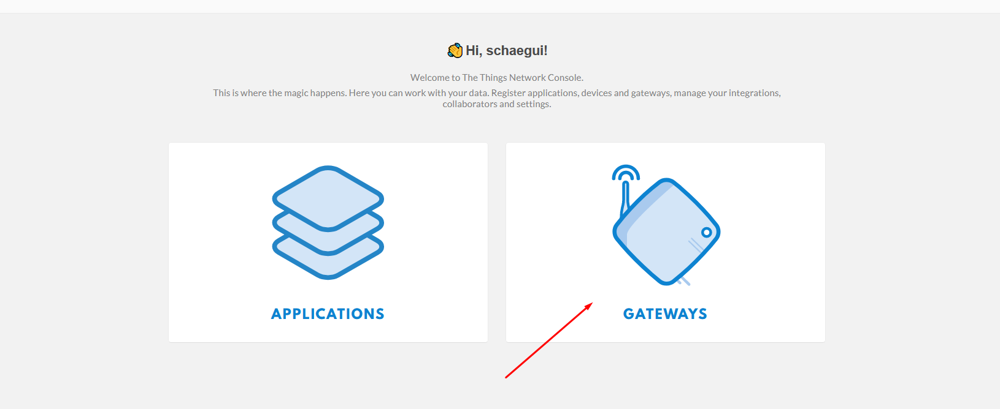 Hi, schaegui!
Welcome to The Things Network Console.
This is where the magic happens. Here you can work with your data. Register applications, devices and gateways, manage your integrations,
collaborators and settings.
APPLICATIONS
GATEWAYS